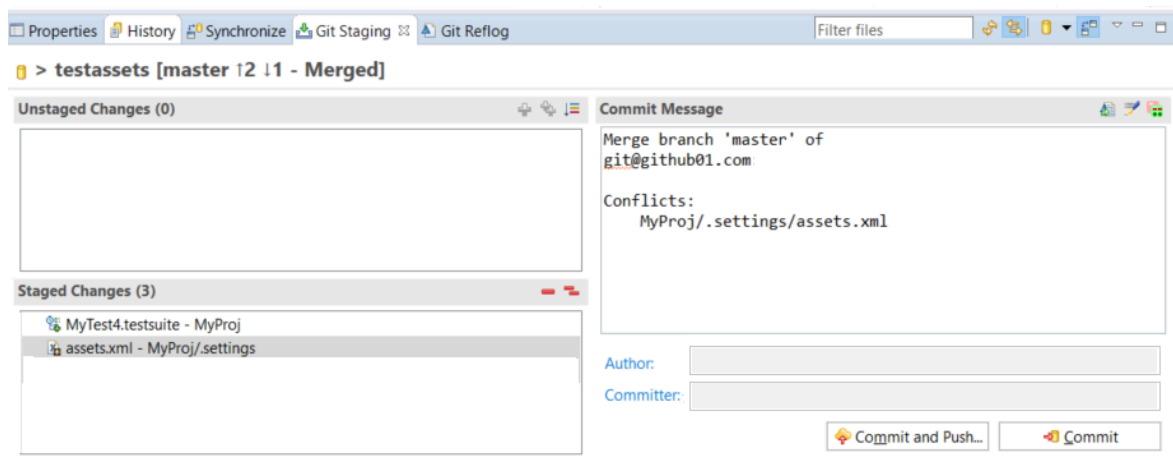 Properties History Synchronize Git Staging Git Reflog Filter files
> testassets [master ↑2 ↓1 - Merged]
Unstaged Changes (0)
Commit Message
Merge branch 'master' of
git@github01.com
Conflicts:
MyProj/.settings/assets.xml
Staged Changes (3)
MyTest4.testsuite - MyProj
assets.xml - MyProj/.settings
Author:
Committer:
Commit and Push...
Commit